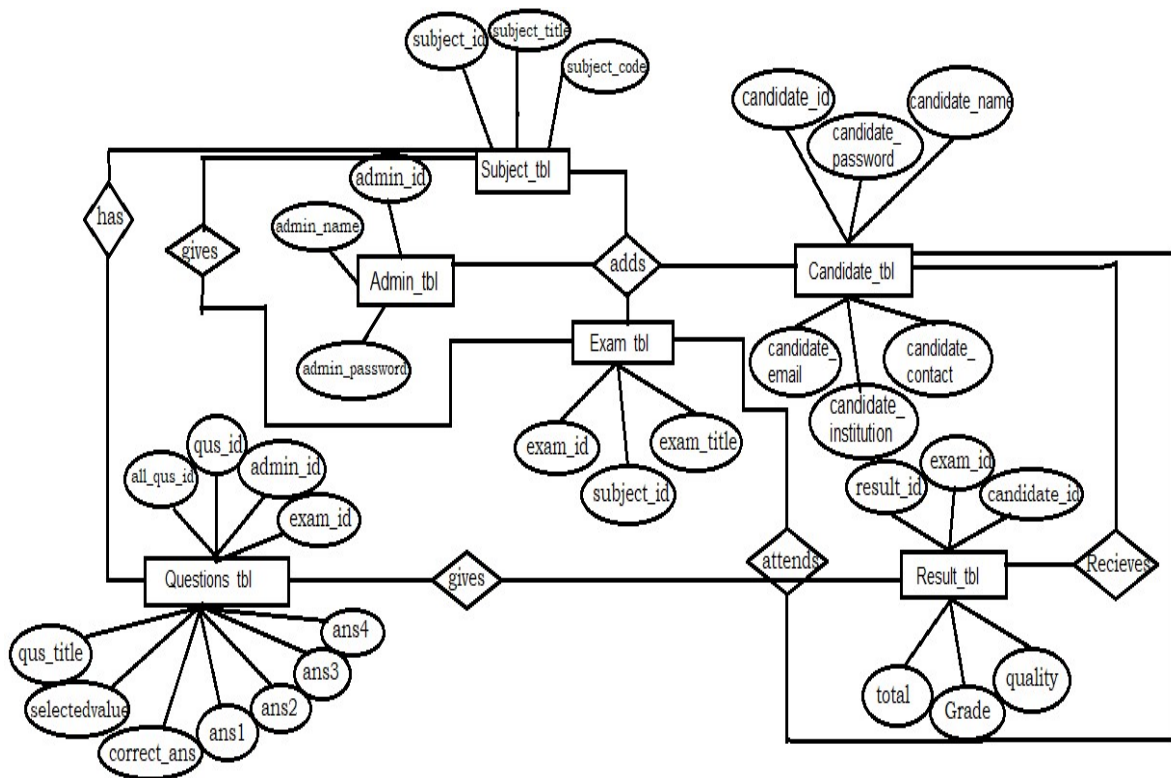 subject_id
subject_title
subject_code
candidate_id
candidate_name
candidate_
password
Subject_tbl
admin_id
has
gives
admin_name
adds
Admin_tbl
Candidate_tbl
Exam tbl
admin_password
candidate_
email
candidate_
contact
candidate_
institution
exam_id
exam_title
subject_id
qus_id
all_qus_id
admin_id
exam_id
result_id
exam_id
candidate_id
Questions tbl
gives
attends
Result_tbl
Recieves
qus_title
selectedvalue
correct_ans
ans1
ans2
ans3
ans4
total
Grade
quality